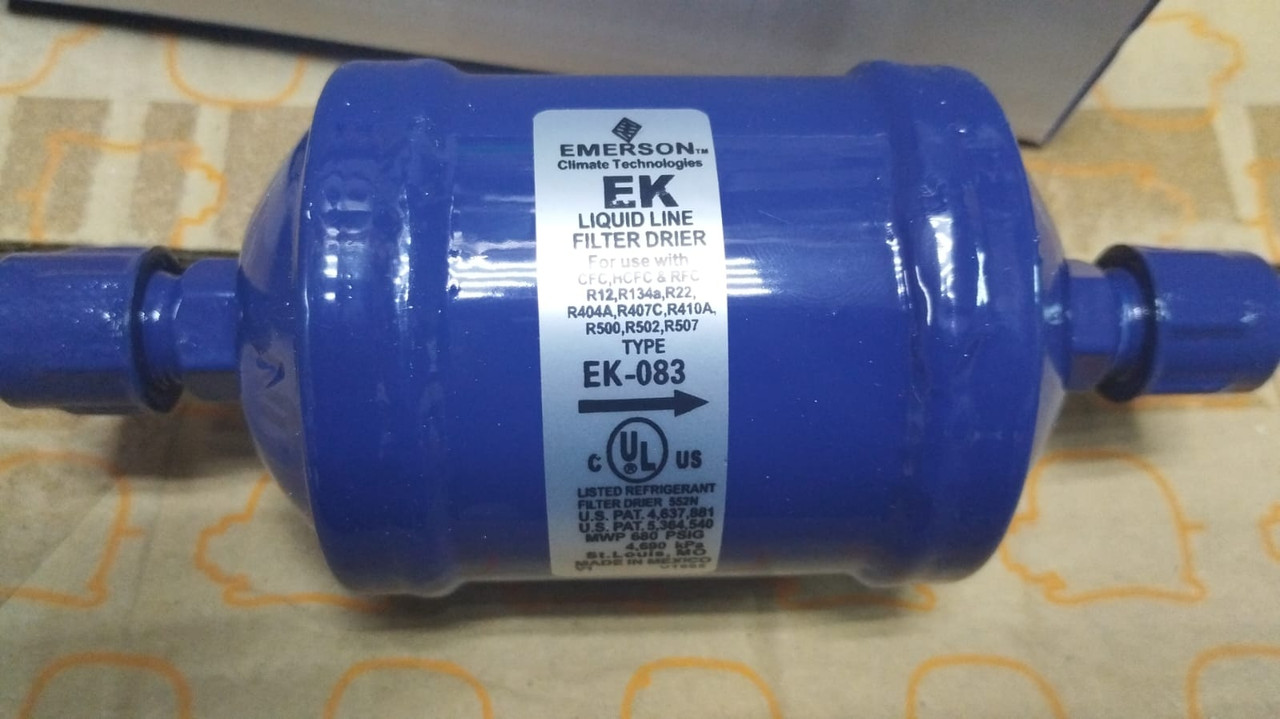 EMERSON™
Climate Technologies
EK
LIQUID LINE
FILTER DRIER
For use with
CFC,HCFC & RFC
R12,R134a,R22,
R404A,R407C,R410A,
R500,R502,R507
TYPE
EK-083
C UL® US
LISTED REFRIGERANT
FILTER DRIER 552N
U.S. PAT. 4,637,881
U.S. PAT. 5,364,540
MWP 680 PSIG
4,690 kPa
St.Louis, MO
MADE IN MEXICO